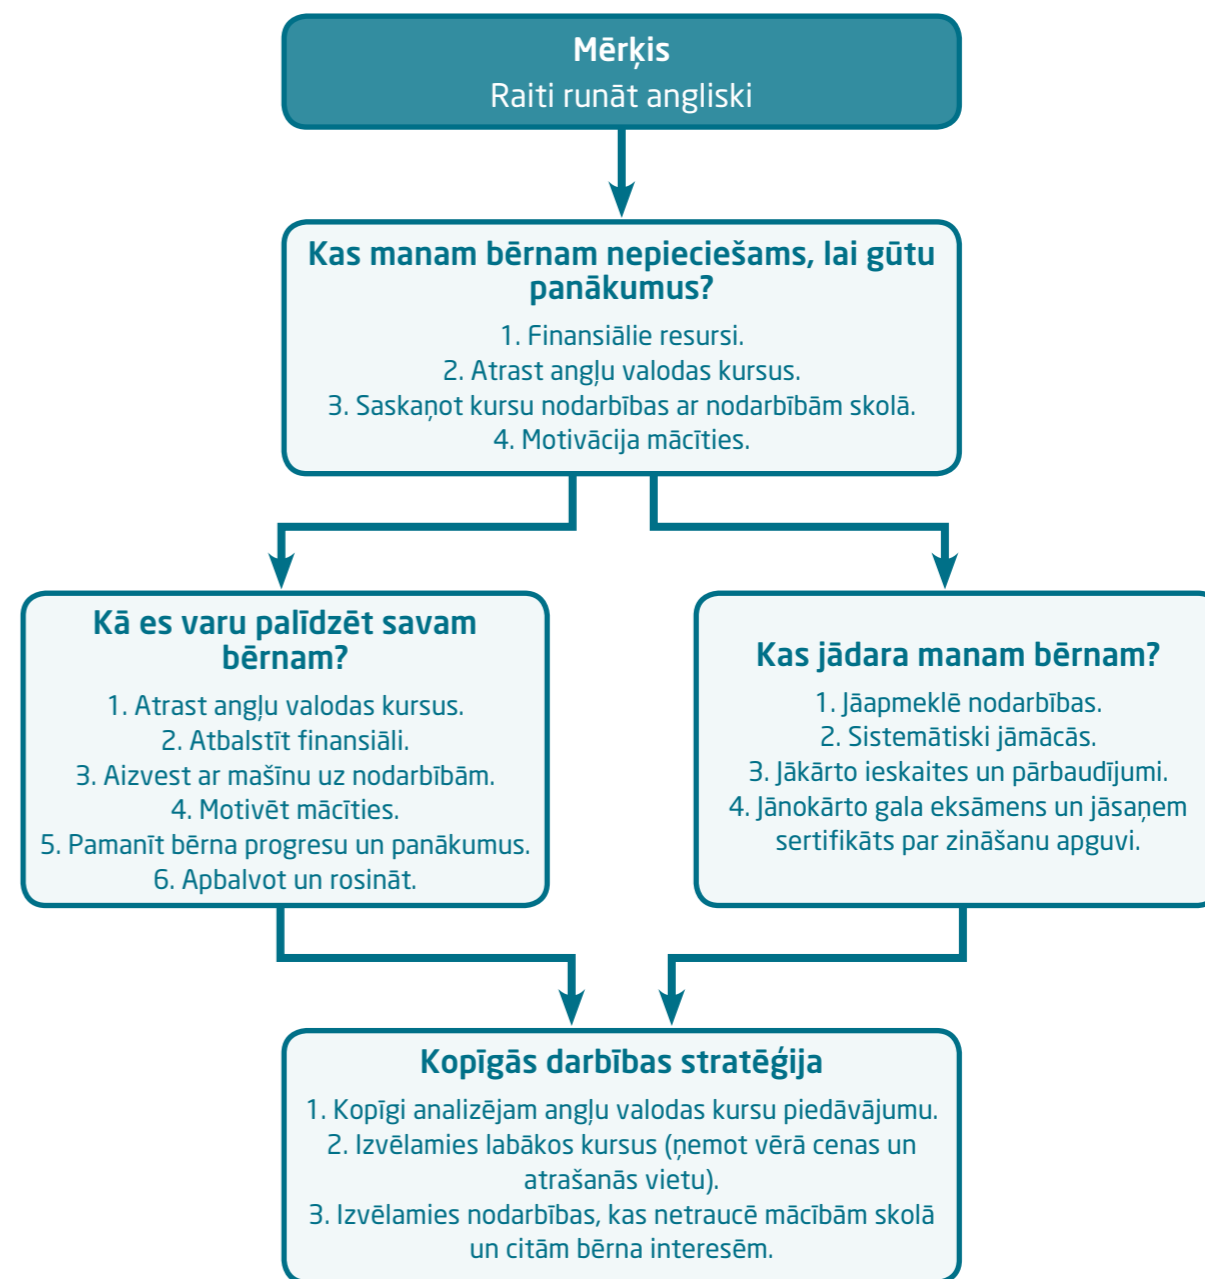 Mērķis
Raiti runāt angliski
Kas manam bērnam nepieciešams, lai gūtu
panākumus?
1. Finansiālie resursi.
2. Atrast angļu valodas kursus.
3. Saskaņot kursu nodarbības ar nodarbībām skolā.
4. Motivācija mācīties.
Kā es varu palīdzēt savam
bērnam?
1. Atrast angļu valodas kursus.
2. Atbalstīt finansiāli.
3. Aizvest ar mašīnu uz nodarbībām.
4. Motivēt mācīties.
5. Pamanīt bērna progresu un panākumus.
6. Apbalvot un rosināt.
Kas jādara manam bērnam?
1. Jāapmeklē nodarbības.
2. Sistemātiski jāmācās.
3. Jākārto ieskaites un pārbaudījumi.
4. Jānokārto gala eksāmens un jāsaņem
sertifikāts par zināšanu apguvi.
Kopīgās darbības stratēģija
1. Kopīgi analizējam angļu valodas kursu piedāvājumu.
2. Izvēlamies labākos kursus (ņemot vērā cenas un
atrašanās vietu).
3. Izvēlamies nodarbības, kas netraucē mācībām skolā
un citām bērna interesēm.